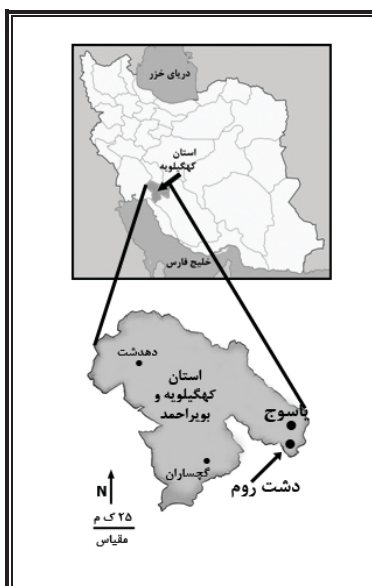 دریای خزر
استان
کهگیلویه
خلیج فارس
دهدشت
استان
کهگیلویه و
بویراحمد
یاسوج
گچساران
دشت روم
N
۲۵ ک م
مقیاس